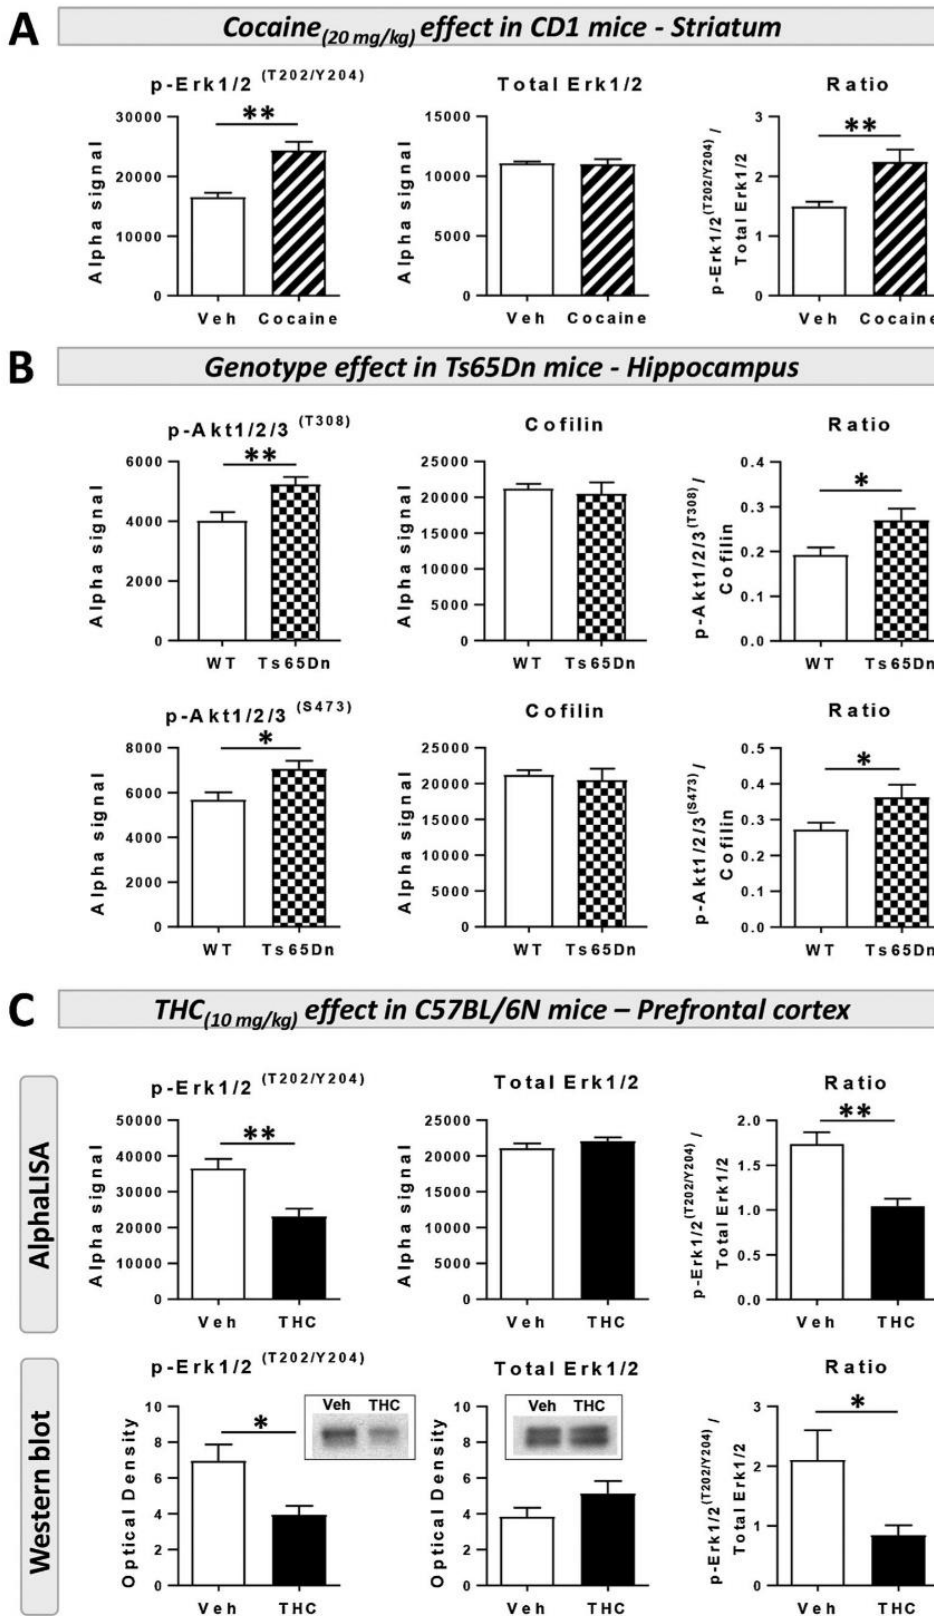 A
Cocaine(20 mg/kg) effect in CD1 mice - Striatum
p-Erk1/2 (T202/Y204)
Total Erk1/2
Ratio
Alpha signal
30000
20000
10000
0
**
Veh Cocaine
Alpha signal
15000
10000
5000
0
Veh Cocaine
p-Erk1/2(T202/Y204) /
Total Erk1/2
3
2
1
0
**
Veh Cocaine
B
Genotype effect in Ts65Dn mice - Hippocampus
p-Akt1/2/3 (T308)
Cofilin
Ratio
Alpha signal
6000
4000
2000
0
**
WT Ts65Dn
Alpha signal
25000
20000
15000
10000
5000
0
WT Ts65Dn
p-Akt1/2/3(T308) /
Cofilin
0.4
0.3
0.2
0.1
0.0
*
WT Ts65Dn
p-Akt1/2/3 (S473)
Cofilin
Ratio
Alpha signal
8000
6000
4000
2000
0
*
WT Ts65Dn
Alpha signal
25000
20000
15000
10000
5000
0
WT Ts65Dn
p-Akt1/2/3(S473) /
Cofilin
0.5
0.4
0.3
0.2
0.1
0.0
*
WT Ts65Dn
C
THC(10 mg/kg) effect in C57BL/6N mice – Prefrontal cortex
AlphaLISA
p-Erk1/2 (T202/Y204)
Total Erk1/2
Ratio
Alpha signal
50000
40000
30000
20000
10000
0
**
Veh THC
Alpha signal
25000
20000
15000
10000
5000
0
Veh THC
p-Erk1/2(T202/Y204) /
Total Erk1/2
2.0
1.5
1.0
0.5
0.0
**
Veh THC
Western blot
p-Erk1/2 (T202/Y204)
Total Erk1/2
Ratio
Optical Density
10
8
6
4
2
0
*
Veh THC
Veh THC
Optical Density
10
8
6
4
2
0
Veh THC
Veh THC
p-Erk1/2(T202/Y204) /
Total Erk1/2
3
2
1
0
*
Veh THC